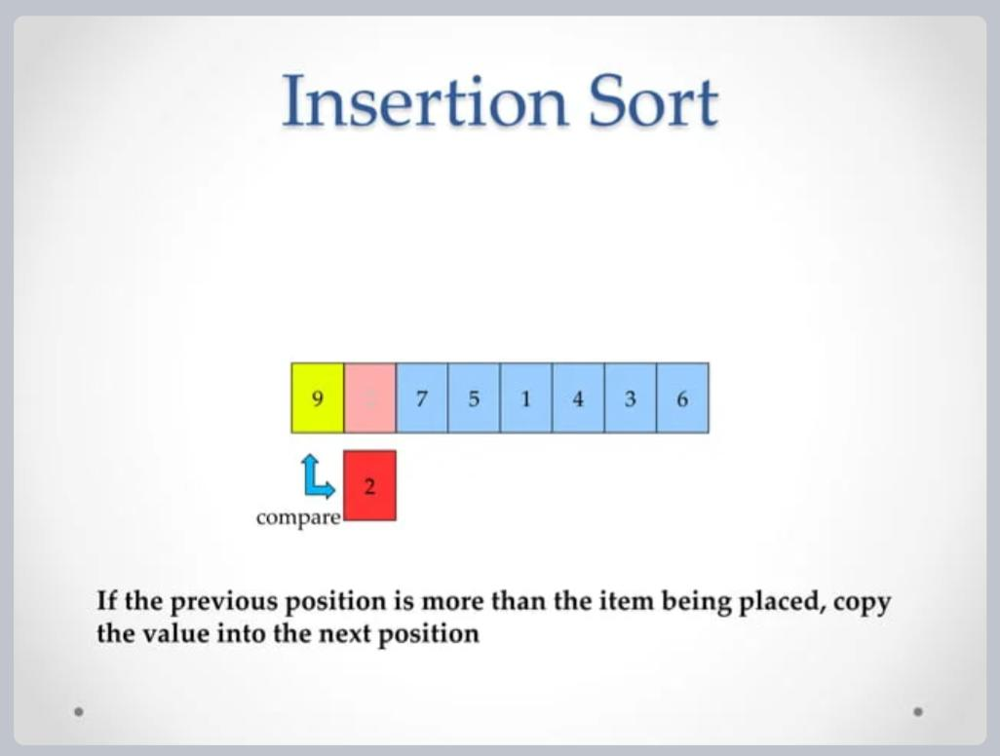 Insertion Sort
9 7 5 1 4 3 6
2
compare
If the previous position is more than the item being placed, copy
the value into the next position